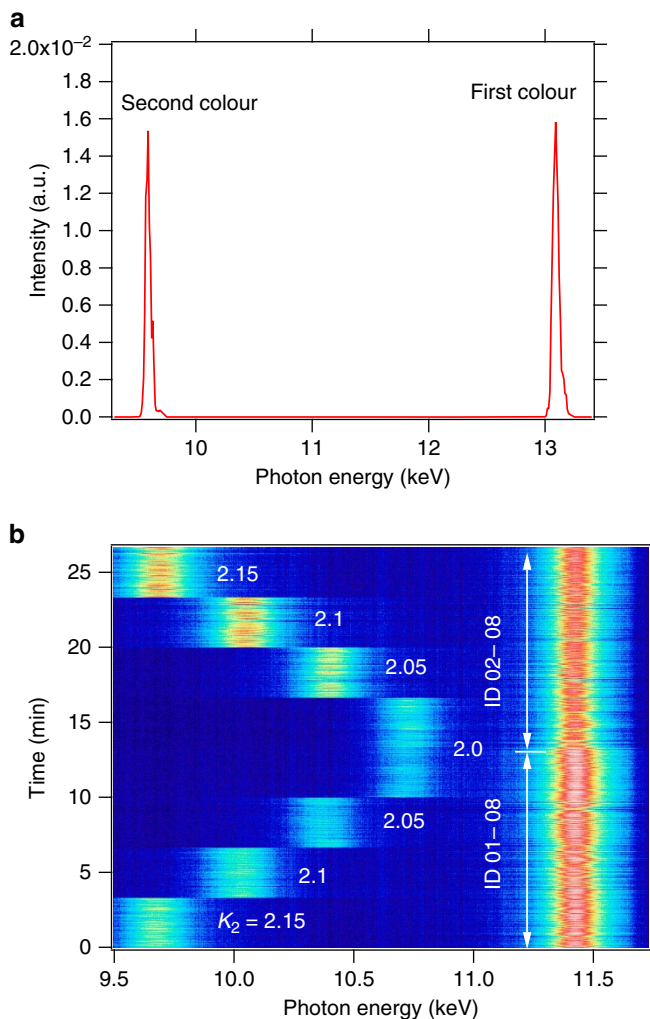 a
2.0x10⁻²
Second colour
First colour
1.8
1.6
1.4
1.2
1.0
0.8
0.6
0.4
0.2
0.0
Intensity (a.u.)
10
11
12
13
Photon energy (keV)
b
25
20
15
10
5
0
Time (min)
2.15
2.1
2.05
2.0
2.05
2.1
K₂ = 2.15
ID 02–08
ID 01–08
9.5
10.0
10.5
11.0
11.5
Photon energy (keV)